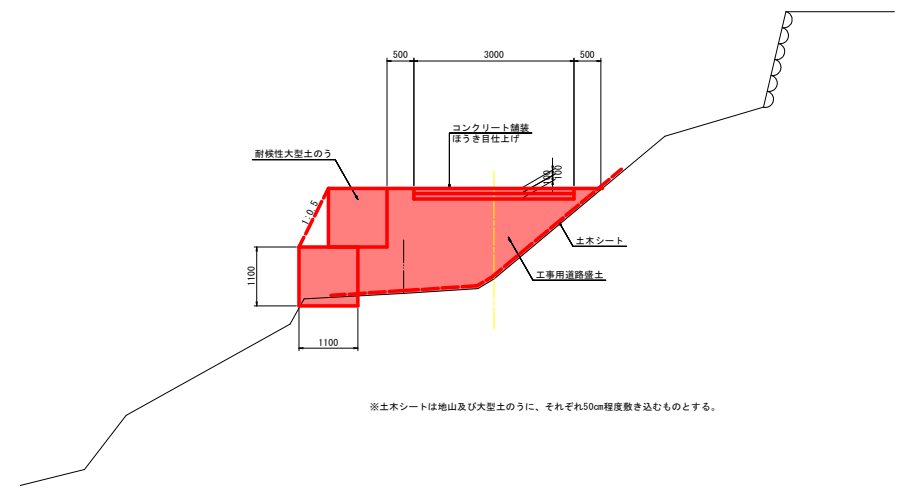 500
3000
500
コンクリート舗装
ほうき目仕上げ
100
100
耐候性大型土のう
1:0.5
土木シート
1100
工事用道路盛土
1100
※土木シートは地山及び大型土のうに、それぞれ50cm程度敷き込むものとする。